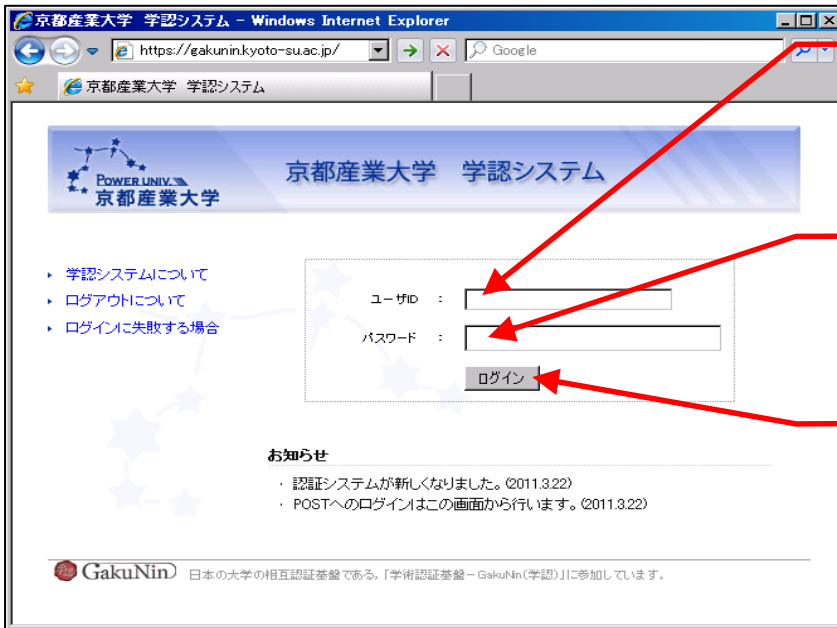 京都産業大学 学認システム - Windows Internet Explorer
https://gakunin.kyoto-su.ac.jp/
Google
京都産業大学 学認システム
POWER UNIV.
京都産業大学
京都産業大学 学認システム
学認システムについて
ログアウトについて
ログインに失敗する場合
ユーザID :
パスワード :
ログイン
お知らせ
・ 認証システムが新しくなりました。(2011.3.22)
・ POSTへのログインはこの画面から行います。(2011.3.22)
GakuNin 日本の大学の相互認証基盤である,「学術認証基盤-GakuNin(学認)」に参加しています。